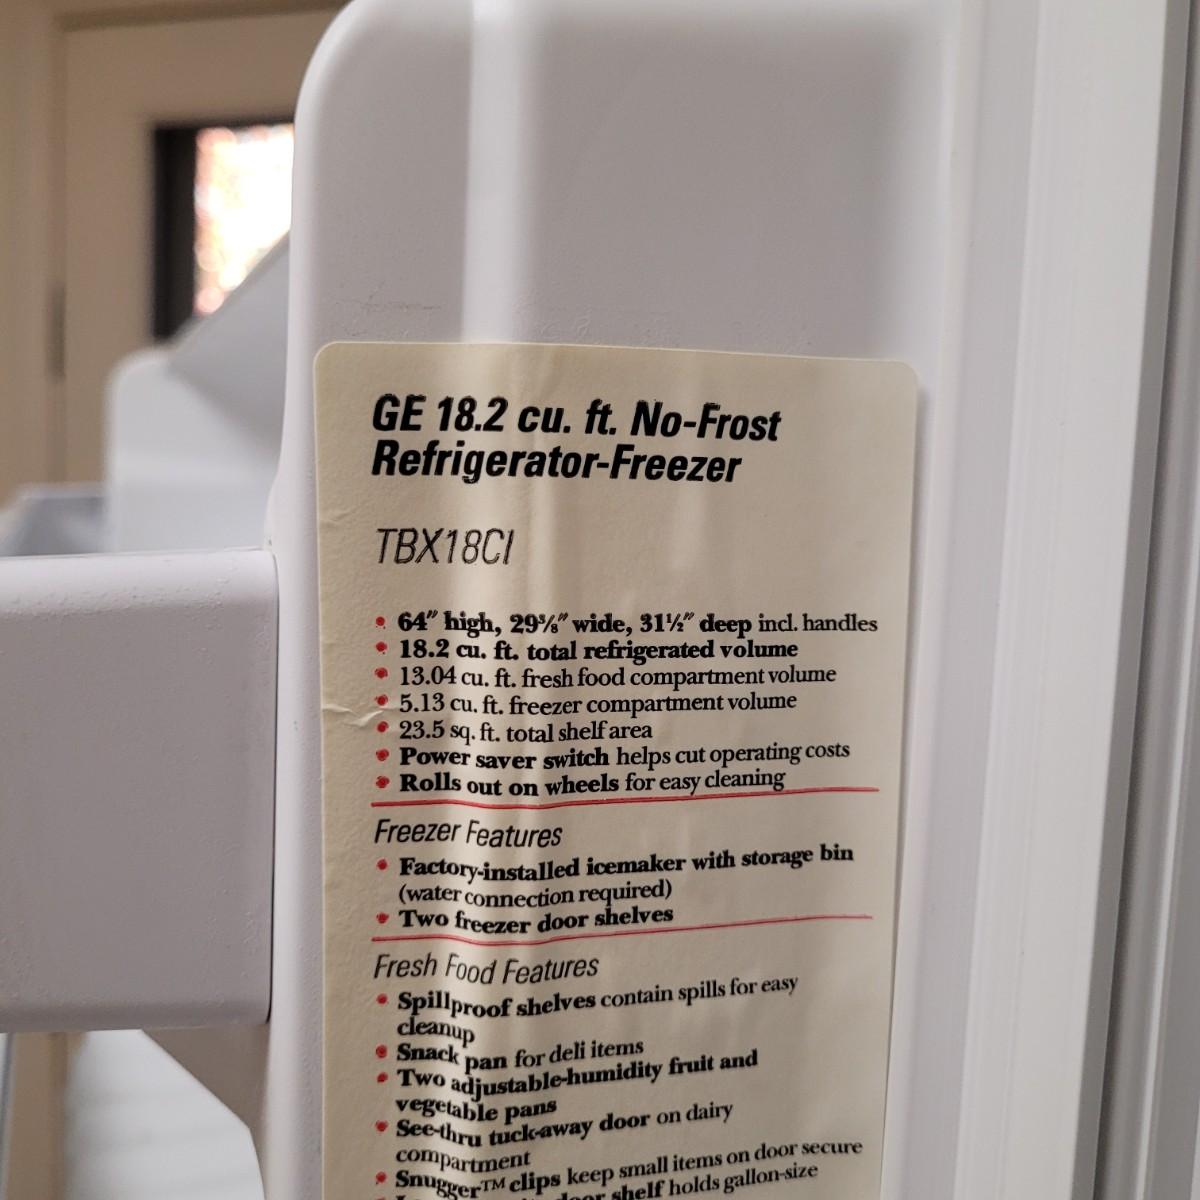 GE 18.2 cu. ft. No-Frost
Refrigerator-Freezer
TBX18CI
• 64" high, 29⅝" wide, 31½" deep incl. handles
• 18.2 cu. ft. total refrigerated volume
• 13.04 cu. ft. fresh food compartment volume
• 5.13 cu. ft. freezer compartment volume
• 23.5 sq. ft. total shelf area
• Power saver switch helps cut operating costs
• Rolls out on wheels for easy cleaning
Freezer Features
• Factory-installed icemaker with storage bin
(water connection required)
• Two freezer door shelves
Fresh Food Features
• Spillproof shelves contain spills for easy
cleanup
• Snack pan for deli items
• Two adjustable-humidity fruit and
vegetable pans
• See-thru tuck-away door on dairy
compartment
• Snugger™ clips keep small items on door secure
door shelf holds gallon-size